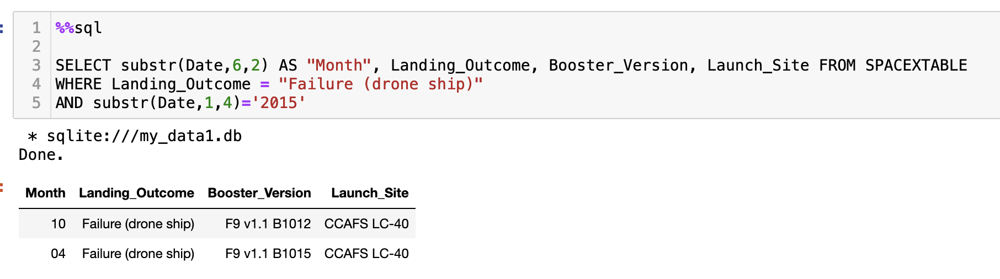 1 %%sql
2
3 SELECT substr(Date,6,2) AS "Month", Landing_Outcome, Booster_Version, Launch_Site FROM SPACEXTABLE
4 WHERE Landing_Outcome = "Failure (drone ship)"
5 AND substr(Date,1,4)='2015'
* sqlite:///my_data1.db
Done.
Month Landing_Outcome Booster_Version Launch_Site
10 Failure (drone ship) F9 v1.1 B1012 CCAFS LC-40
04 Failure (drone ship) F9 v1.1 B1015 CCAFS LC-40